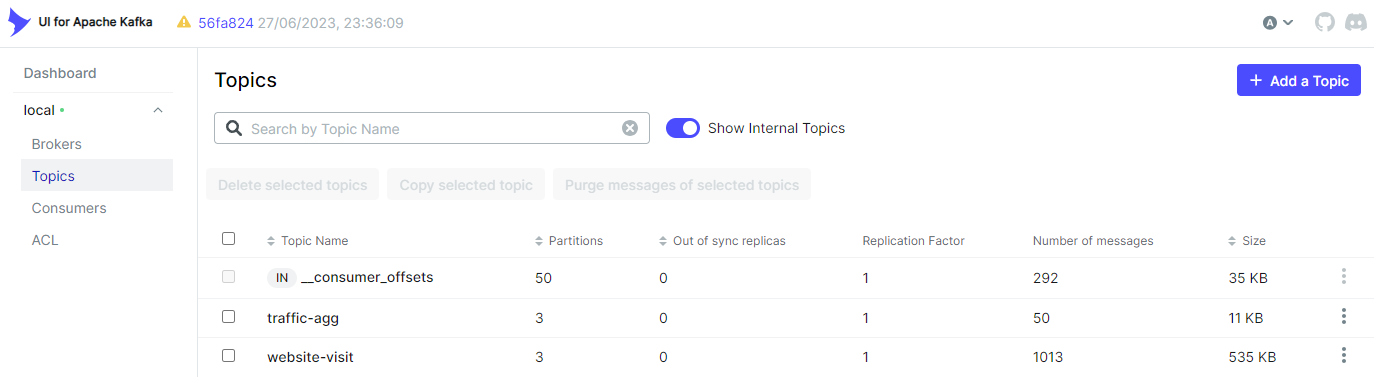 UI for Apache Kafka 56fa824 27/06/2023, 23:36:09 A
Dashboard
local
Brokers
Topics
Consumers
ACL
Topics
+ Add a Topic
Search by Topic Name
Show Internal Topics
Delete selected topics Copy selected topic Purge messages of selected topics
Topic Name Partitions Out of sync replicas Replication Factor Number of messages Size
IN __consumer_offsets 50 0 1 292 35 KB
traffic-agg 3 0 1 50 11 KB
website-visit 3 0 1 1013 535 KB